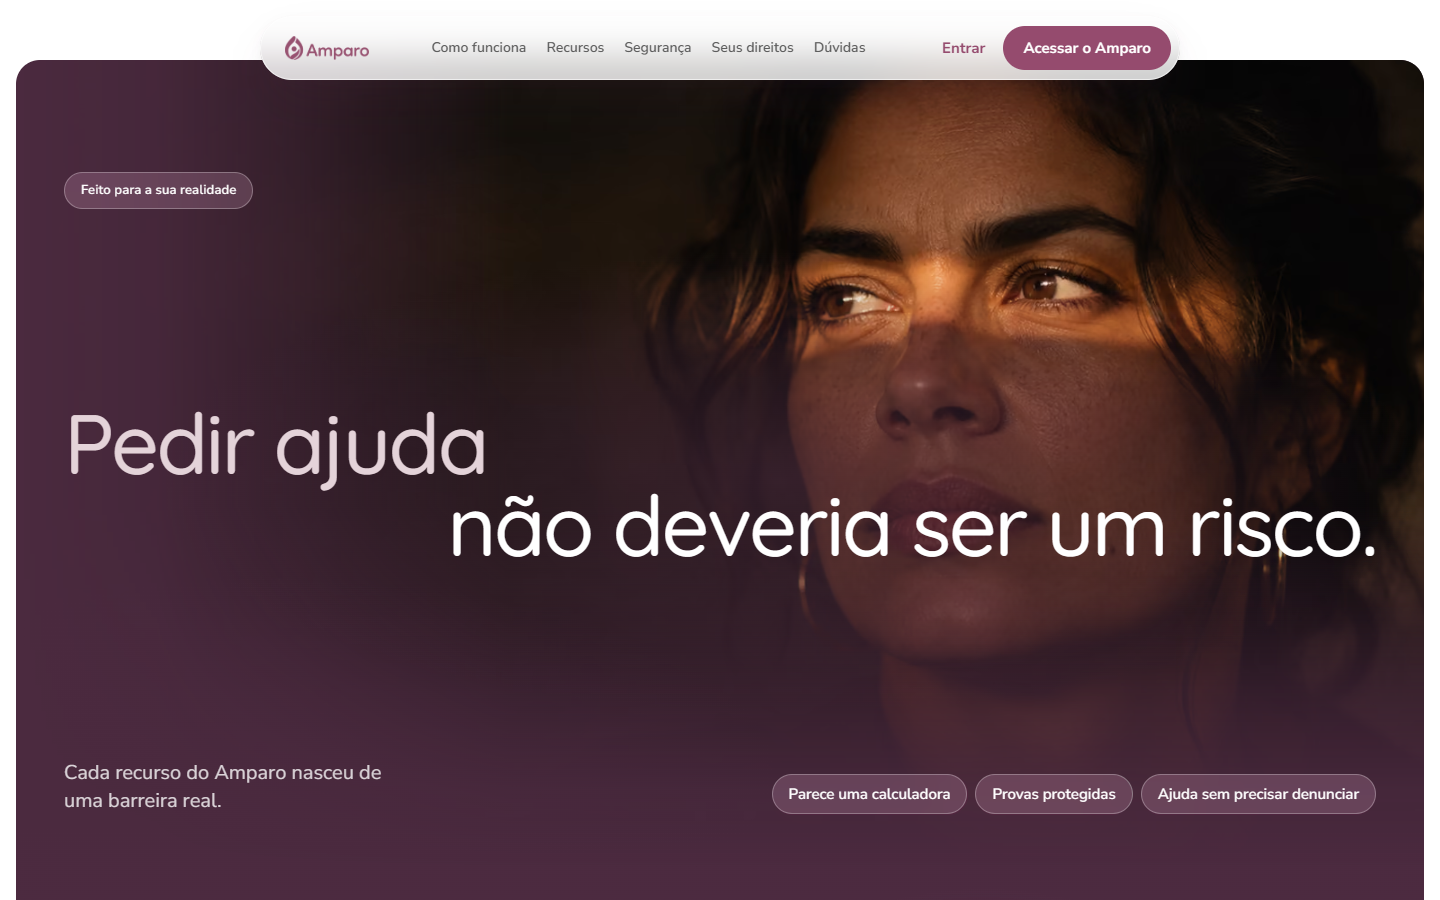 Amparo
Como funciona
Recursos
Segurança
Seus direitos
Dúvidas
Entrar
Acessar o Amparo
Feito para a sua realidade
Pedir ajuda
não deveria ser um risco.
Cada recurso do Amparo nasceu de
uma barreira real.
Parece uma calculadora
Provas protegidas
Ajuda sem precisar denunciar